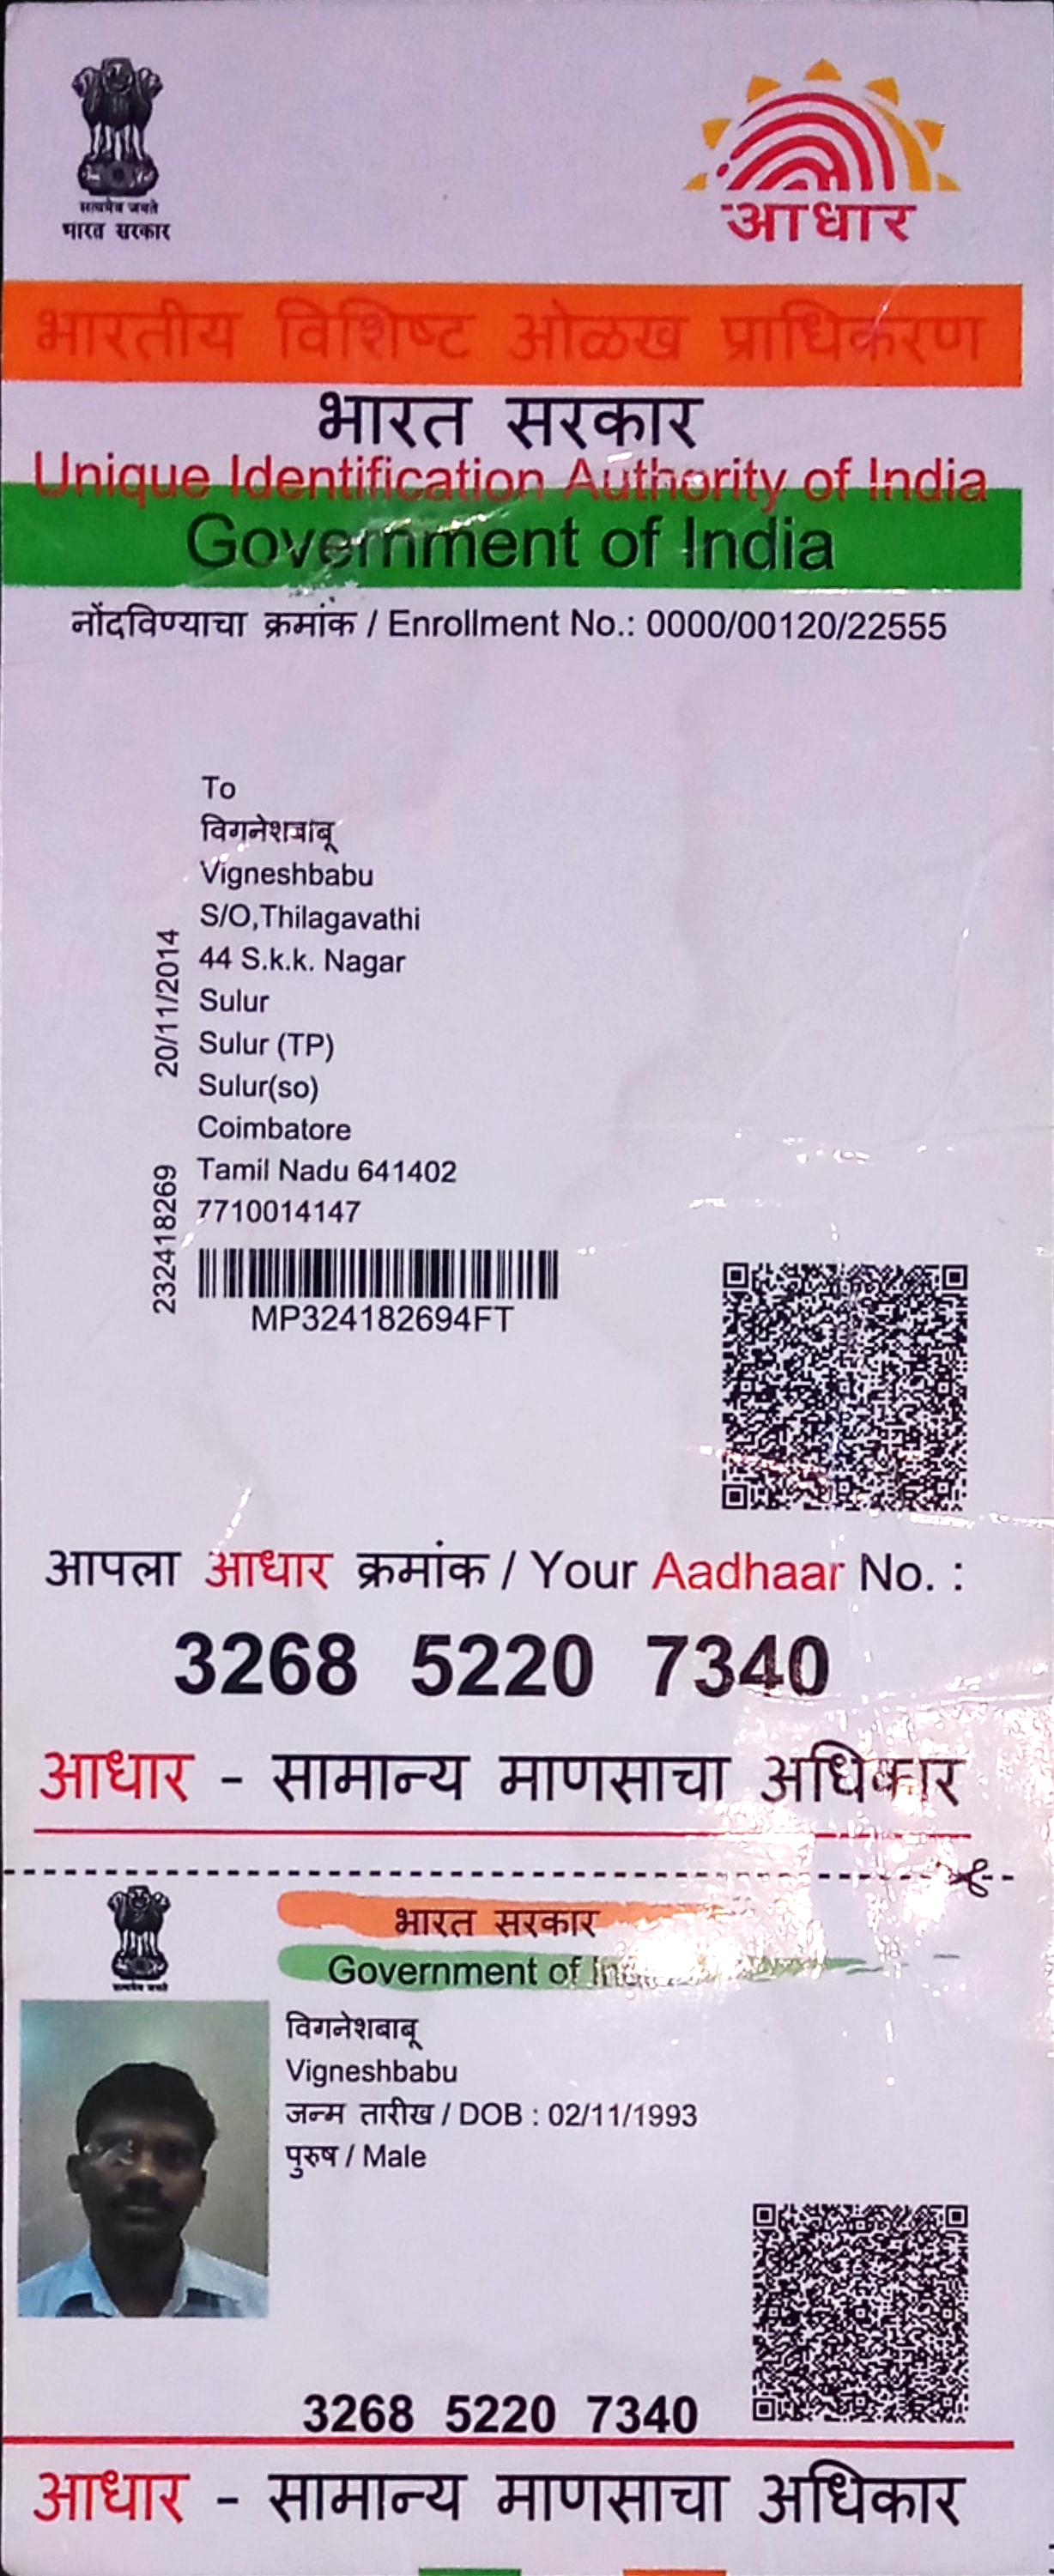 सत्यमेव जयते
भारत सरकार
आधार
भारतीय विशिष्ट ओळख प्राधिकरण
भारत सरकार
Unique Identification Authority of India
Government of India
नोंदविण्याचा क्रमांक / Enrollment No.: 0000/00120/22555
To
विगनेशबाबू
Vigneshbabu
S/O,Thilagavathi
44 S.k.k. Nagar
Sulur
Sulur (TP)
Sulur(so)
Coimbatore
Tamil Nadu 641402
7710014147
232418269 20/11/2014
MP324182694FT
आपला आधार क्रमांक / Your Aadhaar No. :
3268 5220 7340
आधार - सामान्य माणसाचा अधिकार
सत्यमेव जयते
भारत सरकार
Government of India
विगनेशबाबू
Vigneshbabu
जन्म तारीख / DOB : 02/11/1993
पुरुष / Male
3268 5220 7340
आधार - सामान्य माणसाचा अधिकार